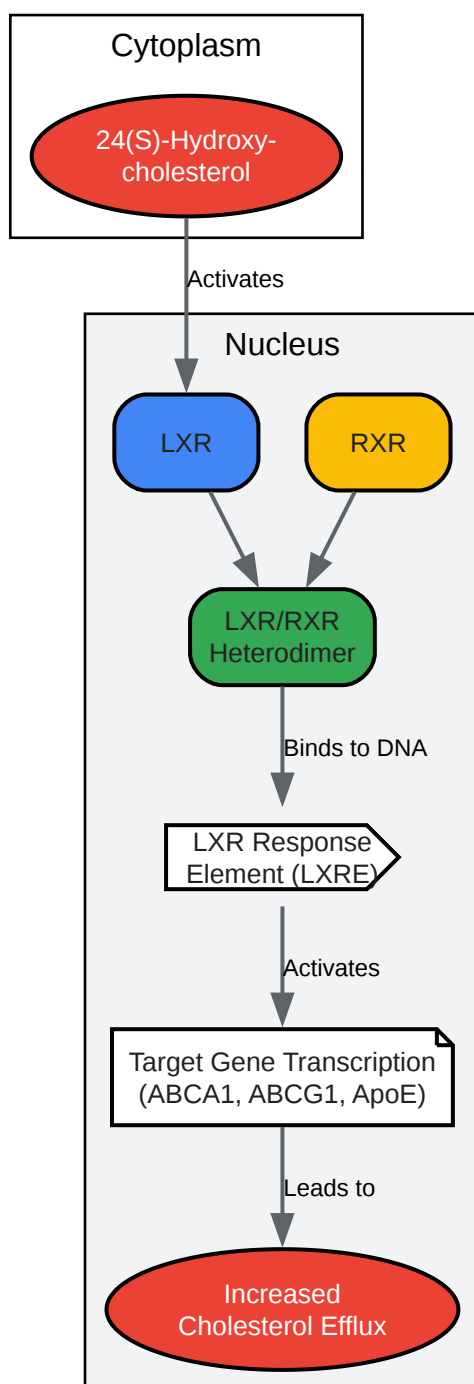 Cytoplasm
24(S)-Hydroxy-
cholesterol
Activates
Nucleus
LXR
RXR
LXR/RXR
Heterodimer
Binds to DNA
LXR Response
Element (LXRE)
Activates
Target Gene Transcription
(ABCA1, ABCG1, ApoE)
Leads to
Increased
Cholesterol Efflux